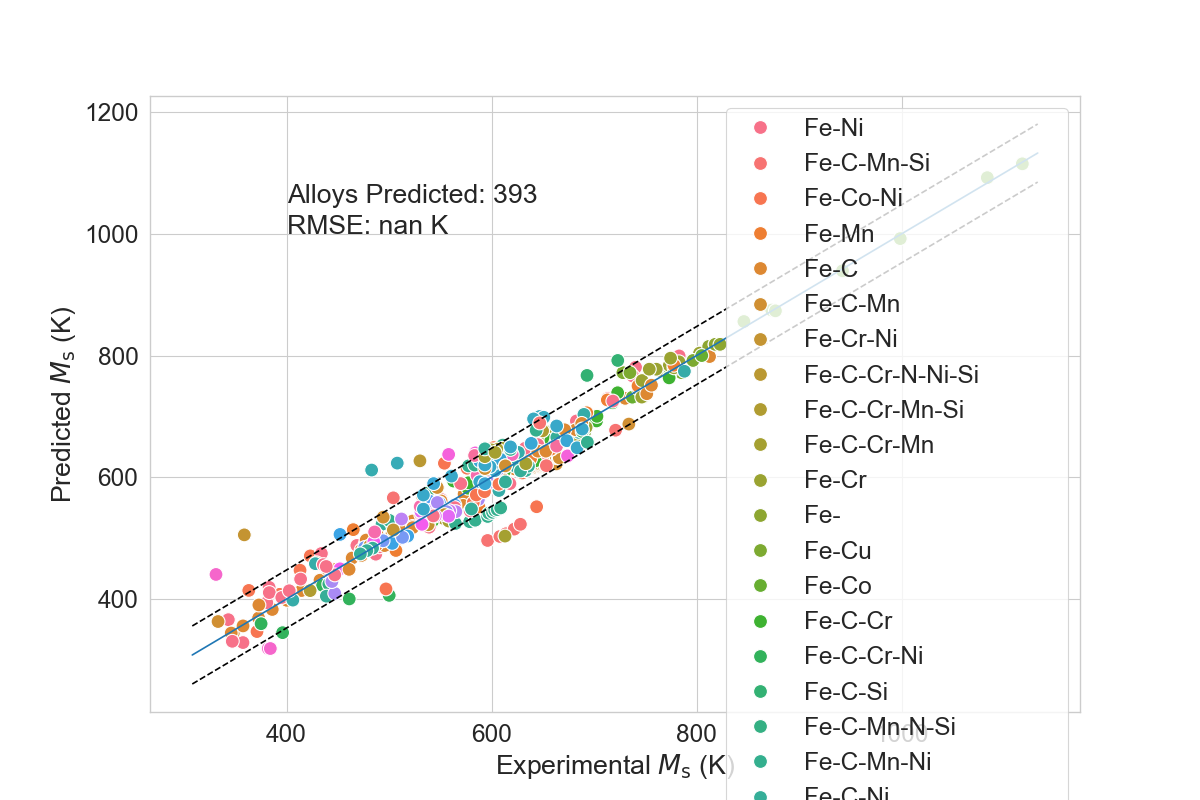 1200
1000
800
600
400
Predicted Ms (K)
Alloys Predicted: 393
RMSE: nan K
Fe-Ni
Fe-C-Mn-Si
Fe-Co-Ni
Fe-Mn
Fe-C
Fe-C-Mn
Fe-Cr-Ni
Fe-C-Cr-N-Ni-Si
Fe-C-Cr-Mn-Si
Fe-C-Cr-Mn
Fe-Cr
Fe-
Fe-Cu
Fe-Co
Fe-C-Cr
Fe-C-Cr-Ni
Fe-C-Si
Fe-C-Mn-N-Si
Fe-C-Mn-Ni
Fe-C-Ni
400 600 800 1000
Experimental Ms (K)